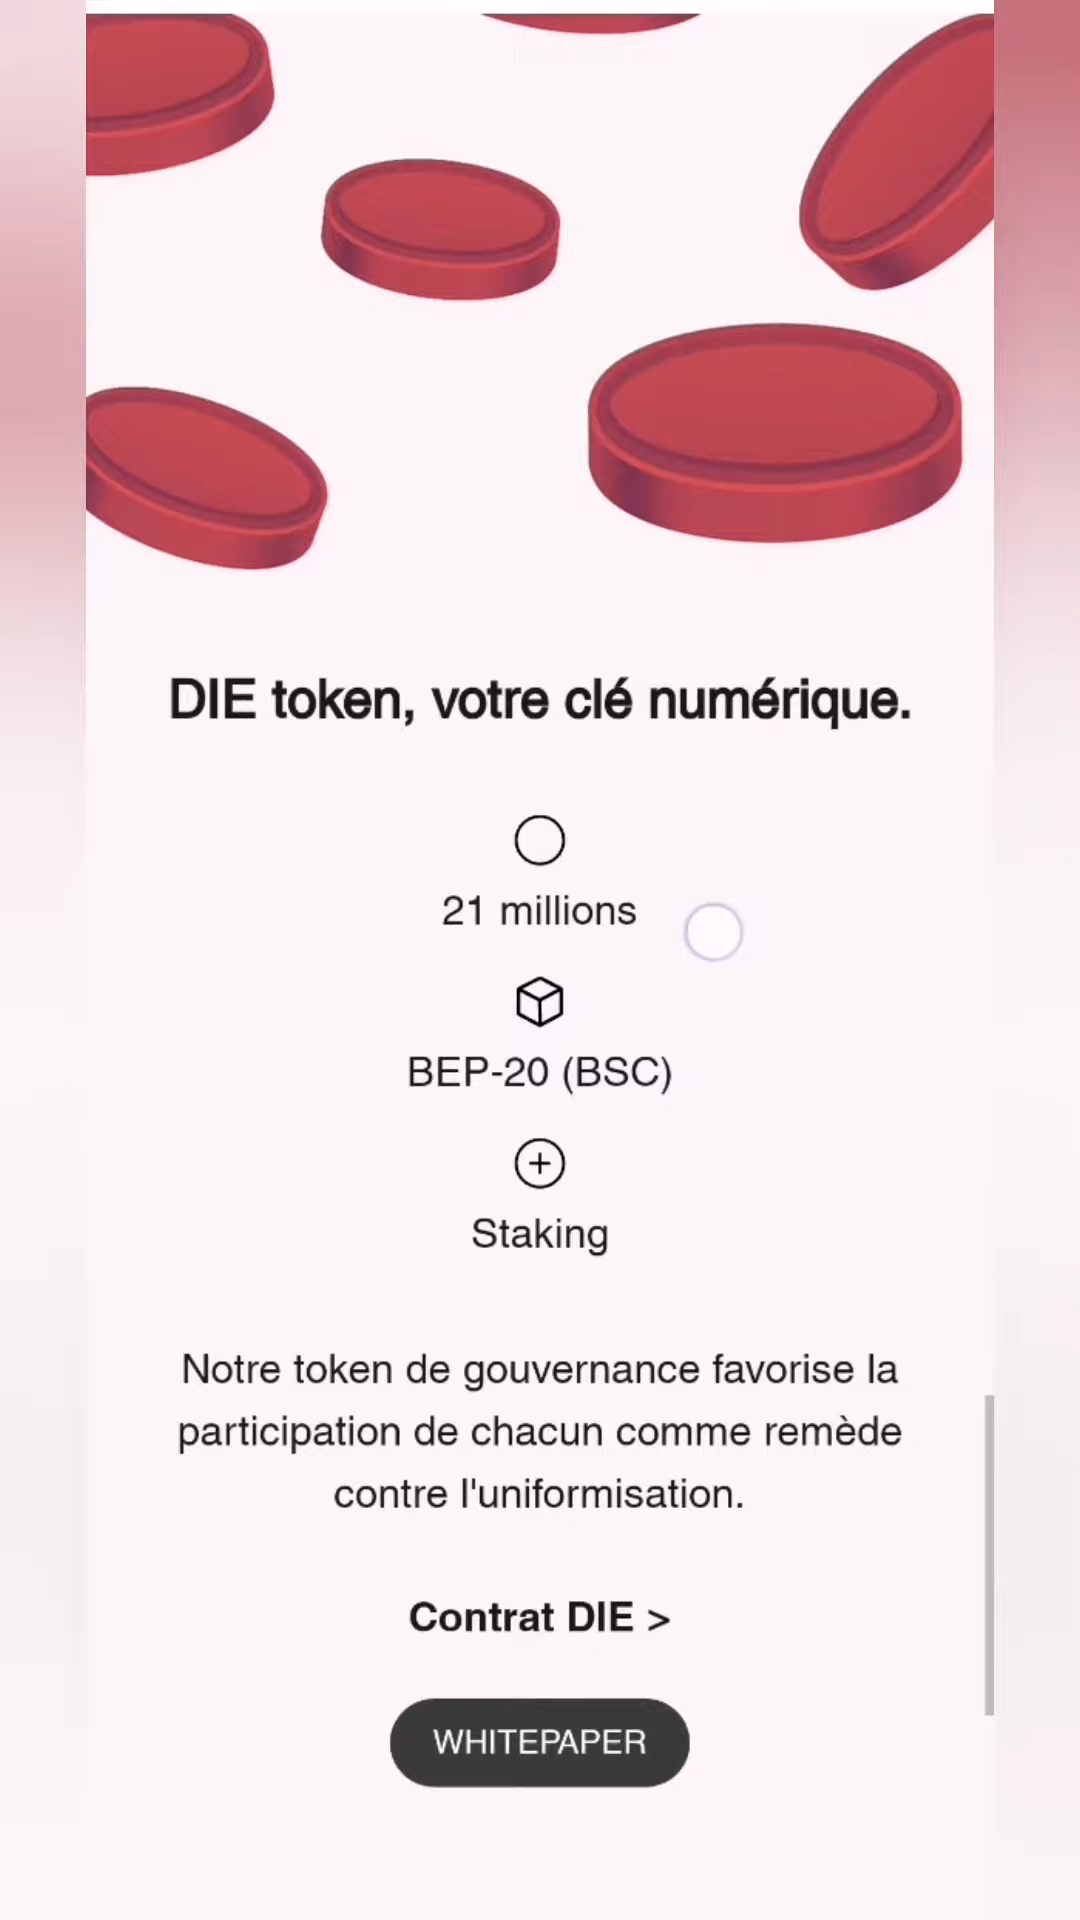 DIE token, votre clé numérique.
21 millions
BEP-20 (BSC)
Staking
Notre token de gouvernance favorise la
participation de chacun comme remède
contre l'uniformisation.
Contrat DIE >
WHITEPAPER